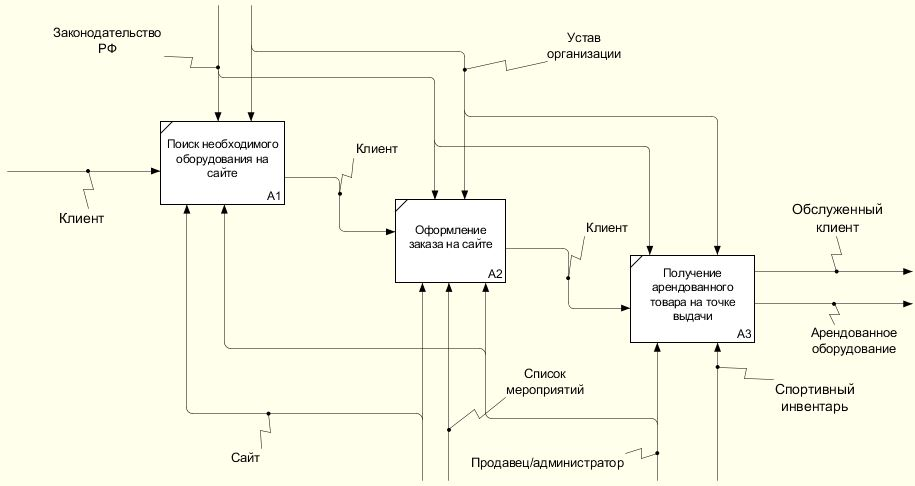 Законодательство
РФ
Устав
организации
Поиск необходимого
оборудования на
сайте
A1
Клиент
Клиент
Оформление
заказа на сайте
A2
Клиент
Обслуженный
клиент
Получение
арендованного
товара на точке
выдачи
A3
Арендованное
оборудование
Список
мероприятий
Спортивный
инвентарь
Сайт
Продавец/администратор